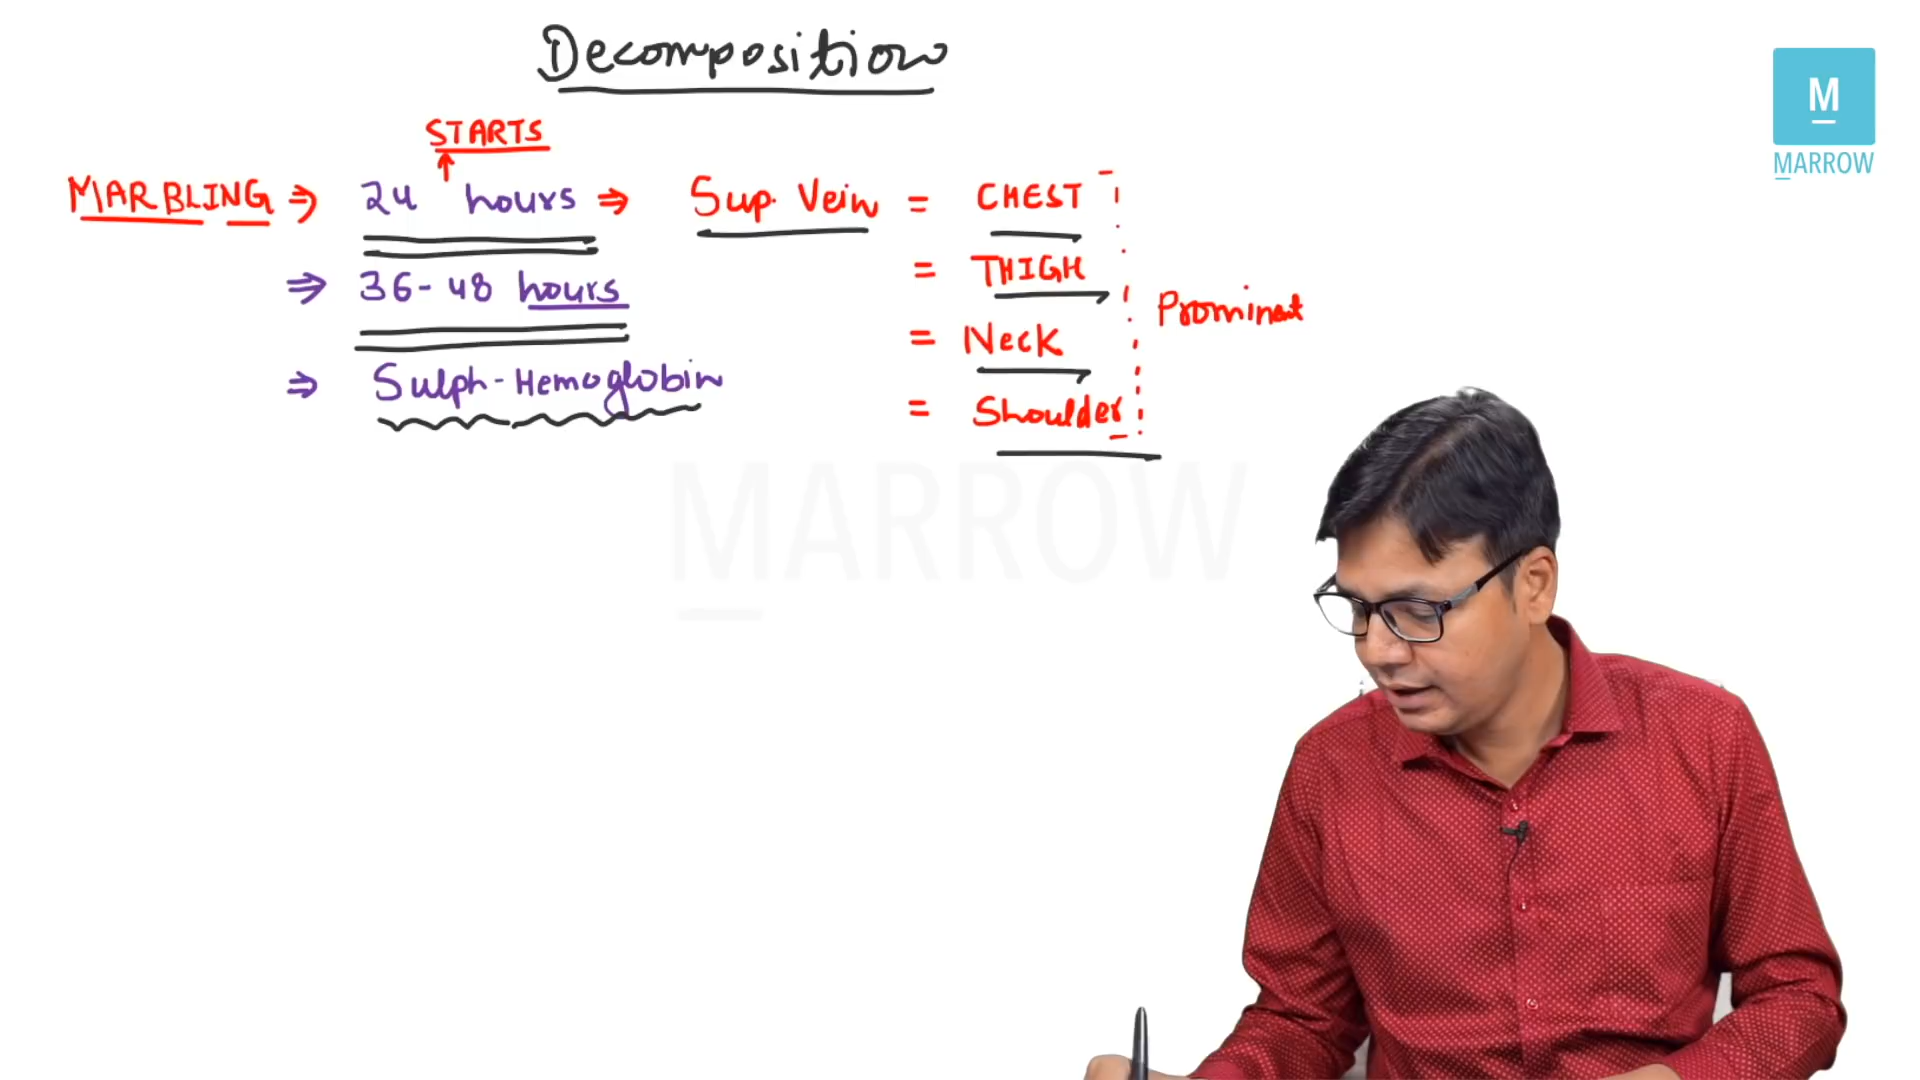 Decomposition
STARTS
MARBLING ⇒ 24 hours ⇒ Sup. Vein = CHEST
⇒ 36-48 hours = THIGH
Prominent
= Neck
⇒ Sulph-Hemoglobin
= Shoulder
M
MARROW
MARROW